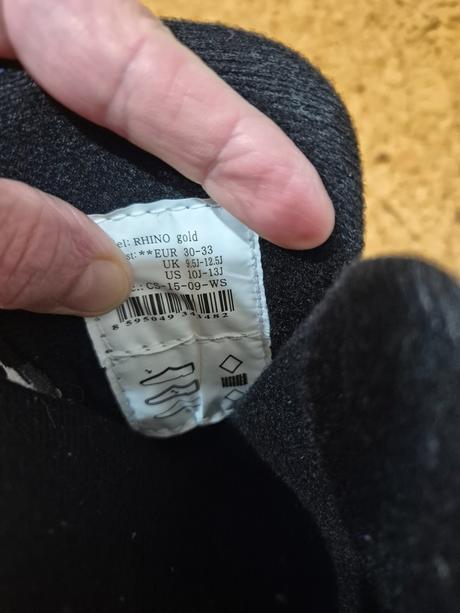 el: RHINO gold
st: **EUR 30-33
UK 9.5J-12.5J
US 10J-13J
.: CS-15-09-WS
8 595049 343482